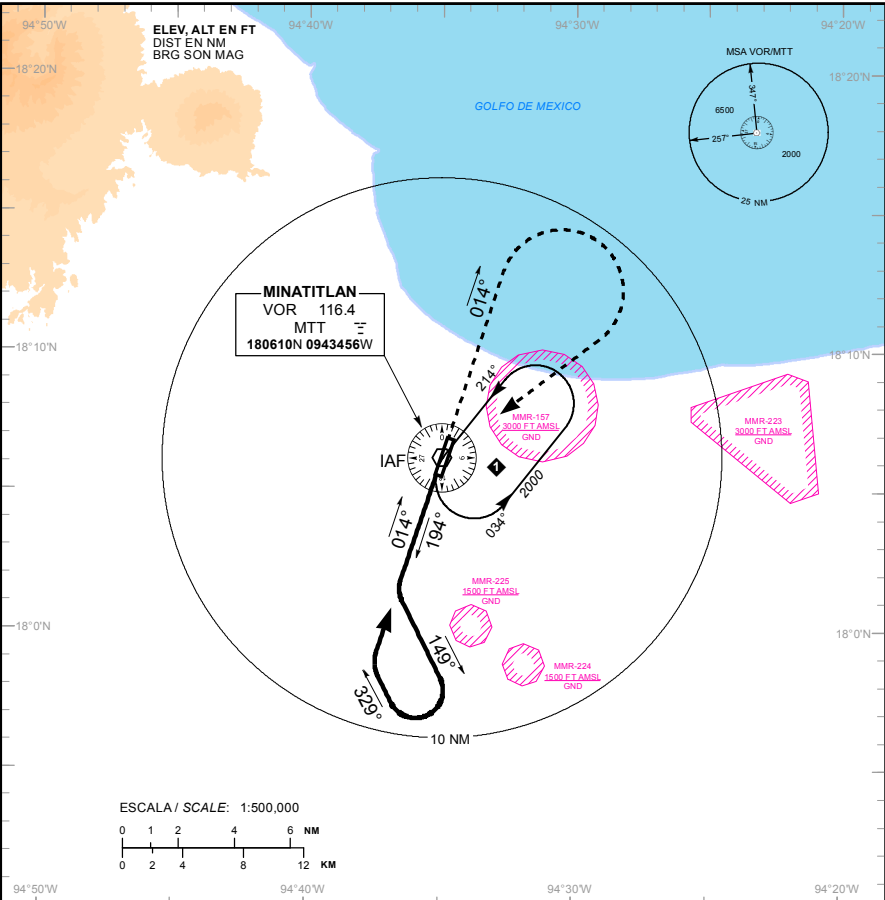 94°50'W
94°40'W
94°30'W
94°20'W
ELEV, ALT EN FT
DIST EN NM
BRG SON MAG
18°20'N
18°20'N
MSA VOR/MTT
347°
6500
257°
2000
25 NM
GOLFO DE MEXICO
MINATITLAN
VOR 116.4
MTT
180610N 0943456W
014°
18°10'N
18°10'N
214°
MMR-157
3000 FT AMSL
GND
MMR-223
3000 FT AMSL
GND
0
27
9
IAF
1
2000
034°
014°
194°
MMR-225
1500 FT AMSL
GND
18°0'N
18°0'N
149°
MMR-224
1500 FT AMSL
GND
329°
10 NM
ESCALA / SCALE: 1:500,000
0 1 2 4 6 NM
0 2 4 8 12 KM
94°50'W
94°40'W
94°30'W
94°20'W